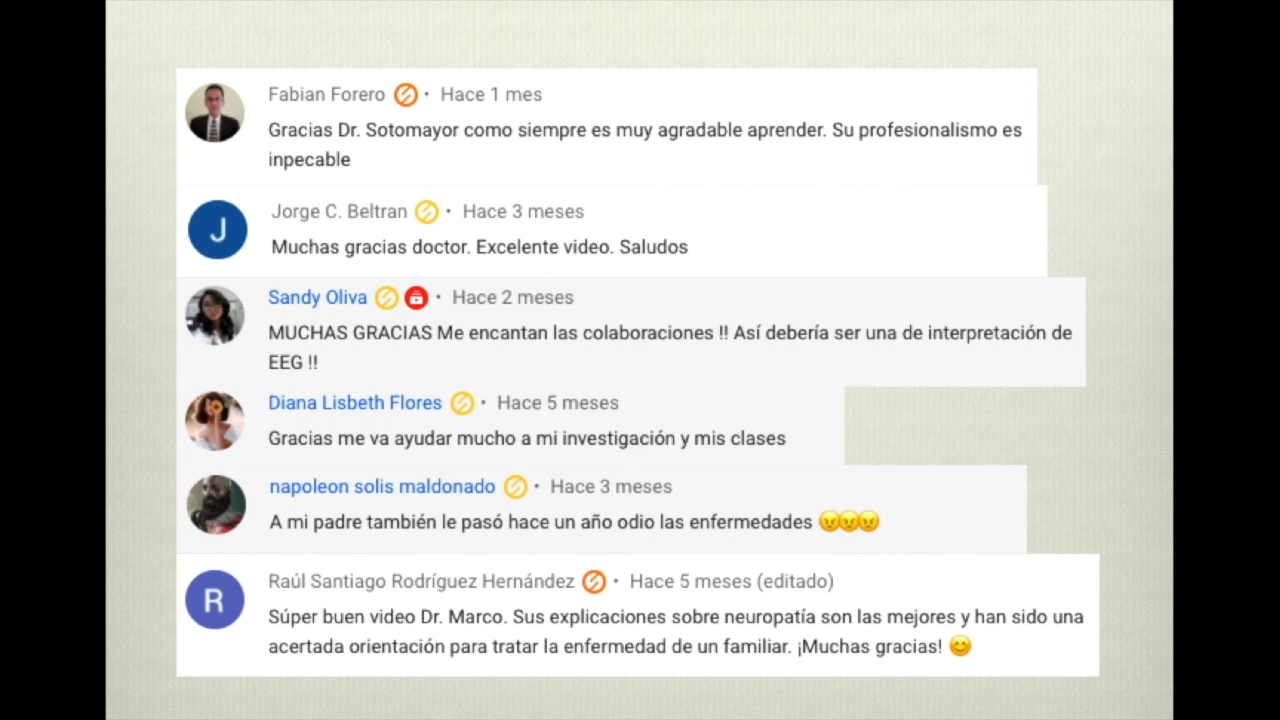 Fabian Forero • Hace 1 mes
Gracias Dr. Sotomayor como siempre es muy agradable aprender. Su profesionalismo es
inpecable
J
Jorge C. Beltran • Hace 3 meses
Muchas gracias doctor. Excelente video. Saludos
Sandy Oliva • Hace 2 meses
MUCHAS GRACIAS Me encantan las colaboraciones !! Así debería ser una de interpretación de
EEG !!
Diana Lisbeth Flores • Hace 5 meses
Gracias me va ayudar mucho a mi investigación y mis clases
napoleon solis maldonado • Hace 3 meses
A mi padre también le pasó hace un año odio las enfermedades 😠😠😠
R
Raúl Santiago Rodríguez Hernández • Hace 5 meses (editado)
Súper buen video Dr. Marco. Sus explicaciones sobre neuropatía son las mejores y han sido una
acertada orientación para tratar la enfermedad de un familiar. ¡Muchas gracias! 😊